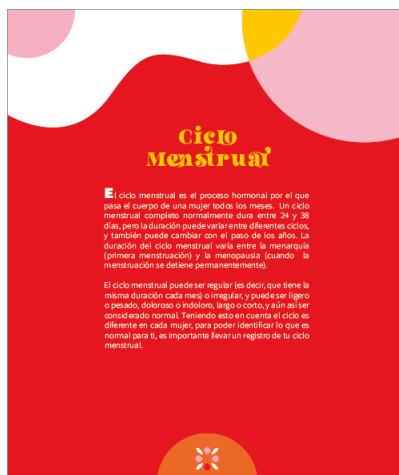 Ciclo
Menstrual
El ciclo menstrual es el proceso hormonal por el que
pasa el cuerpo de una mujer todos los meses. Un ciclo
menstrual completo normalmente dura entre 24 y 38
días, pero la duración puede variar entre diferentes ciclos,
y también puede cambiar con el paso de los años. La
duración del ciclo menstrual varía entre la menarquía
(primera menstruación) y la menopausia (cuando la
menstruación se detiene permanentemente).
El ciclo menstrual puede ser regular (es decir, que tiene la
misma duración cada mes) o irregular, y puede ser ligero
o pesado, doloroso o indoloro, largo o corto, y aún así ser
considerado normal. Teniendo esto en cuenta el ciclo es
diferente en cada mujer, para poder identificar lo que es
normal para ti, es importante llevar un registro de tu ciclo
menstrual.